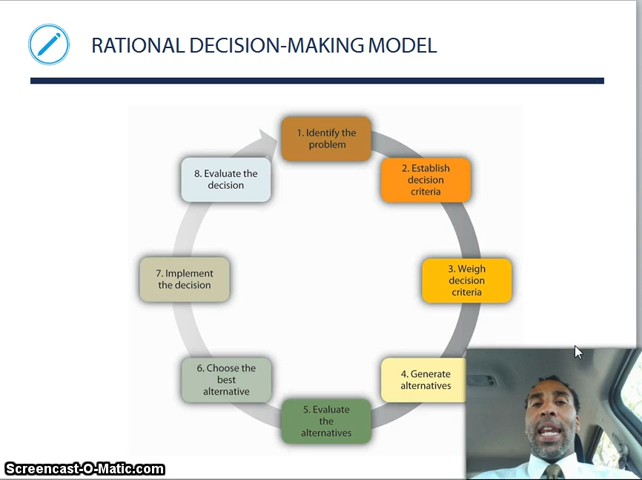 RATIONAL DECISION-MAKING MODEL
1. Identify the
problem
2. Establish
decision
criteria
3. Weigh
decision
criteria
4. Generate
alternatives
5. Evaluate
the
alternatives
6. Choose the
best
alternative
7. Implement
the decision
8. Evaluate the
decision
Screencast-O-Matic.com